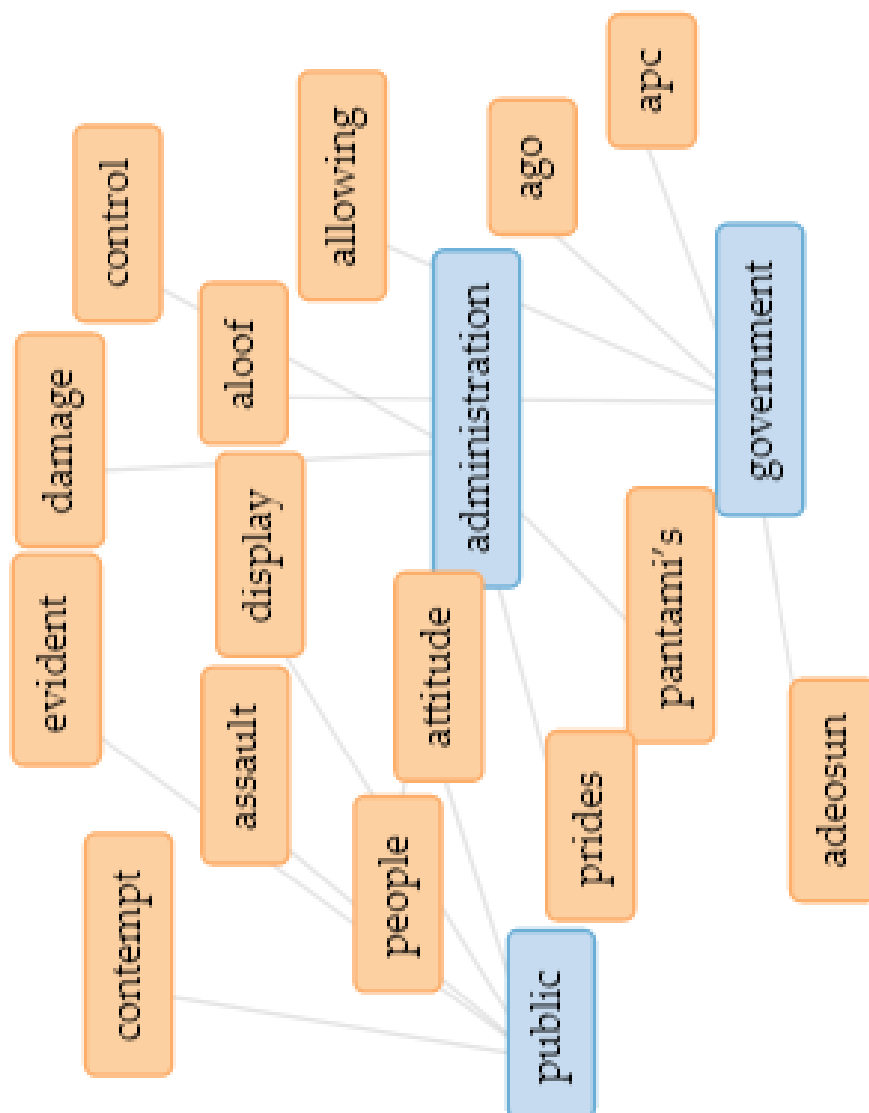 contempt
evident
damage
control
assault
display
aloof
allowing
people
attitude
administration
ago
public
prides
pantami's
government
apc
adeosun